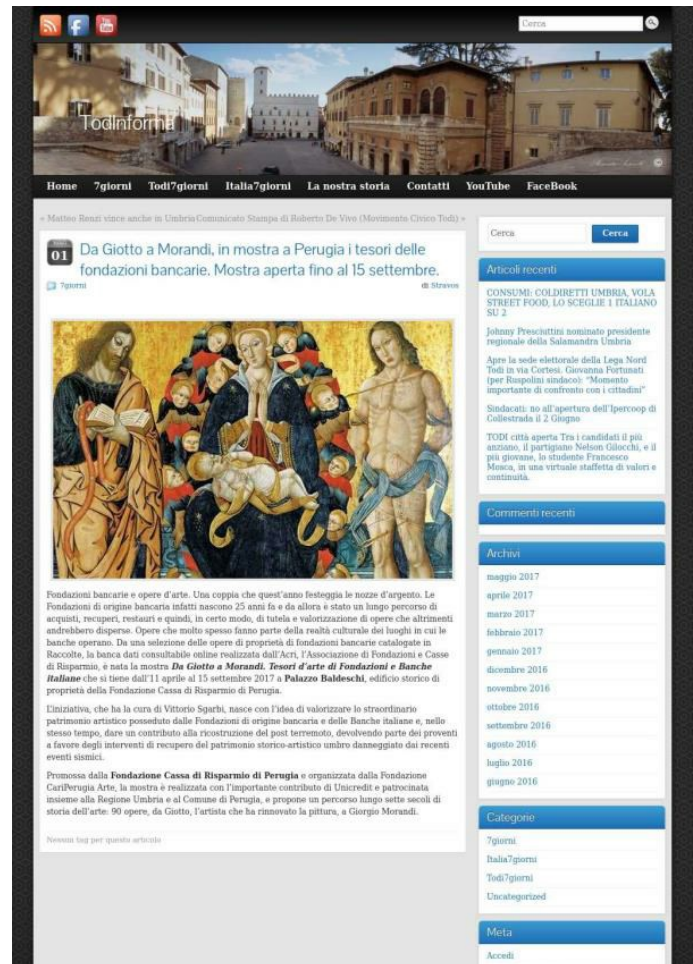 You Tube
Cerca
TodInforma
Home 7giorni Todi7giorni Italia7giorni La nostra storia Contatti YouTube FaceBook
« Matteo Renzi vince anche in Umbria Comunicato Stampa di Roberto De Vivo (Movimento Civico Todi) »
01
Da Giotto a Morandi, in mostra a Perugia i tesori delle
fondazioni bancarie. Mostra aperta fino al 15 settembre.
7giorni
di Stravos
Fondazioni bancarie e opere d'arte. Una coppia che quest'anno festeggia le nozze d'argento. Le
Fondazioni di origine bancaria infatti nascono 25 anni fa e da allora è stato un lungo percorso di
acquisti, recuperi, restauri e quindi, in certo modo, di tutela e valorizzazione di opere che altrimenti
andrebbero disperse. Opere che molto spesso fanno parte della realtà culturale dei luoghi in cui le
banche operano. Da una selezione delle opere di proprietà di fondazioni bancarie catalogate in
Raccolte, la banca dati consultabile online realizzata dall'Acri, l'Associazione di Fondazioni e Casse
di Risparmio, è nata la mostra Da Giotto a Morandi. Tesori d'arte di Fondazioni e Banche
italiane che si tiene dall'11 aprile al 15 settembre 2017 a Palazzo Baldeschi, edificio storico di
proprietà della Fondazione Cassa di Risparmio di Perugia.
L'iniziativa, che ha la cura di Vittorio Sgarbi, nasce con l'idea di valorizzare lo straordinario
patrimonio artistico posseduto dalle Fondazioni di origine bancaria e delle Banche italiane e, nello
stesso tempo, dare un contributo alla ricostruzione del post terremoto, devolvendo parte dei proventi
a favore degli interventi di recupero del patrimonio storico-artistico umbro danneggiato dai recenti
eventi sismici.
Promossa dalla Fondazione Cassa di Risparmio di Perugia e organizzata dalla Fondazione
CariPerugia Arte, la mostra è realizzata con l'importante contributo di Unicredit e patrocinata
insieme alla Regione Umbria e al Comune di Perugia, e propone un percorso lungo sette secoli di
storia dell'arte: 90 opere, da Giotto, l'artista che ha rinnovato la pittura, a Giorgio Morandi.
Nessun tag per questo articolo
Cerca Cerca
Articoli recenti
CONSUMI: COLDIRETTI UMBRIA, VOLA
STREET FOOD, LO SCEGLIE 1 ITALIANO
SU 2
Johnny Presciuttini nominato presidente
regionale della Salamandra Umbria
Apre la sede elettorale della Lega Nord
Todi in via Cortesi. Giovanna Fortunati
(per Ruspolini sindaco): "Momento
importante di confronto con i cittadini"
Sindacati: no all'apertura dell'Ipercoop di
Collestrada il 2 Giugno
TODI città aperta Tra i candidati il più
anziano, il partigiano Nelson Gilocchi, e il
più giovane, lo studente Francesco
Mosca, in una virtuale staffetta di valori e
continuità.
Commenti recenti
Archivi
maggio 2017
aprile 2017
marzo 2017
febbraio 2017
gennaio 2017
dicembre 2016
novembre 2016
ottobre 2016
settembre 2016
agosto 2016
luglio 2016
giugno 2016
Categorie
7giorni
Italia7giorni
Todi7giorni
Uncategorized
Meta
Accedi